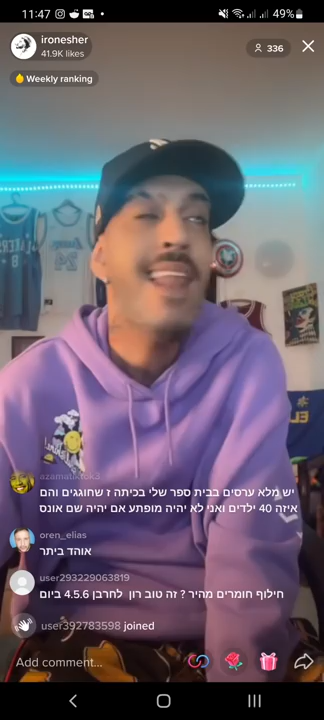 11:47
49%
ironesher
41.9K likes
336
Weekly ranking
8
azamatikroka
יש מלא ערסים בבית ספר שלי בכיתה ז שחוגגים והם
איזה 40 ילדים ואני לא יהיה מופתע אם יהיה שם אונס
oren_elias
אוהד ביתר
user293229063819
חילוף חומרים מהיר ? זה טוב רון לחרבן 4.5.6 ביום
user392783598 joined
Add comment...